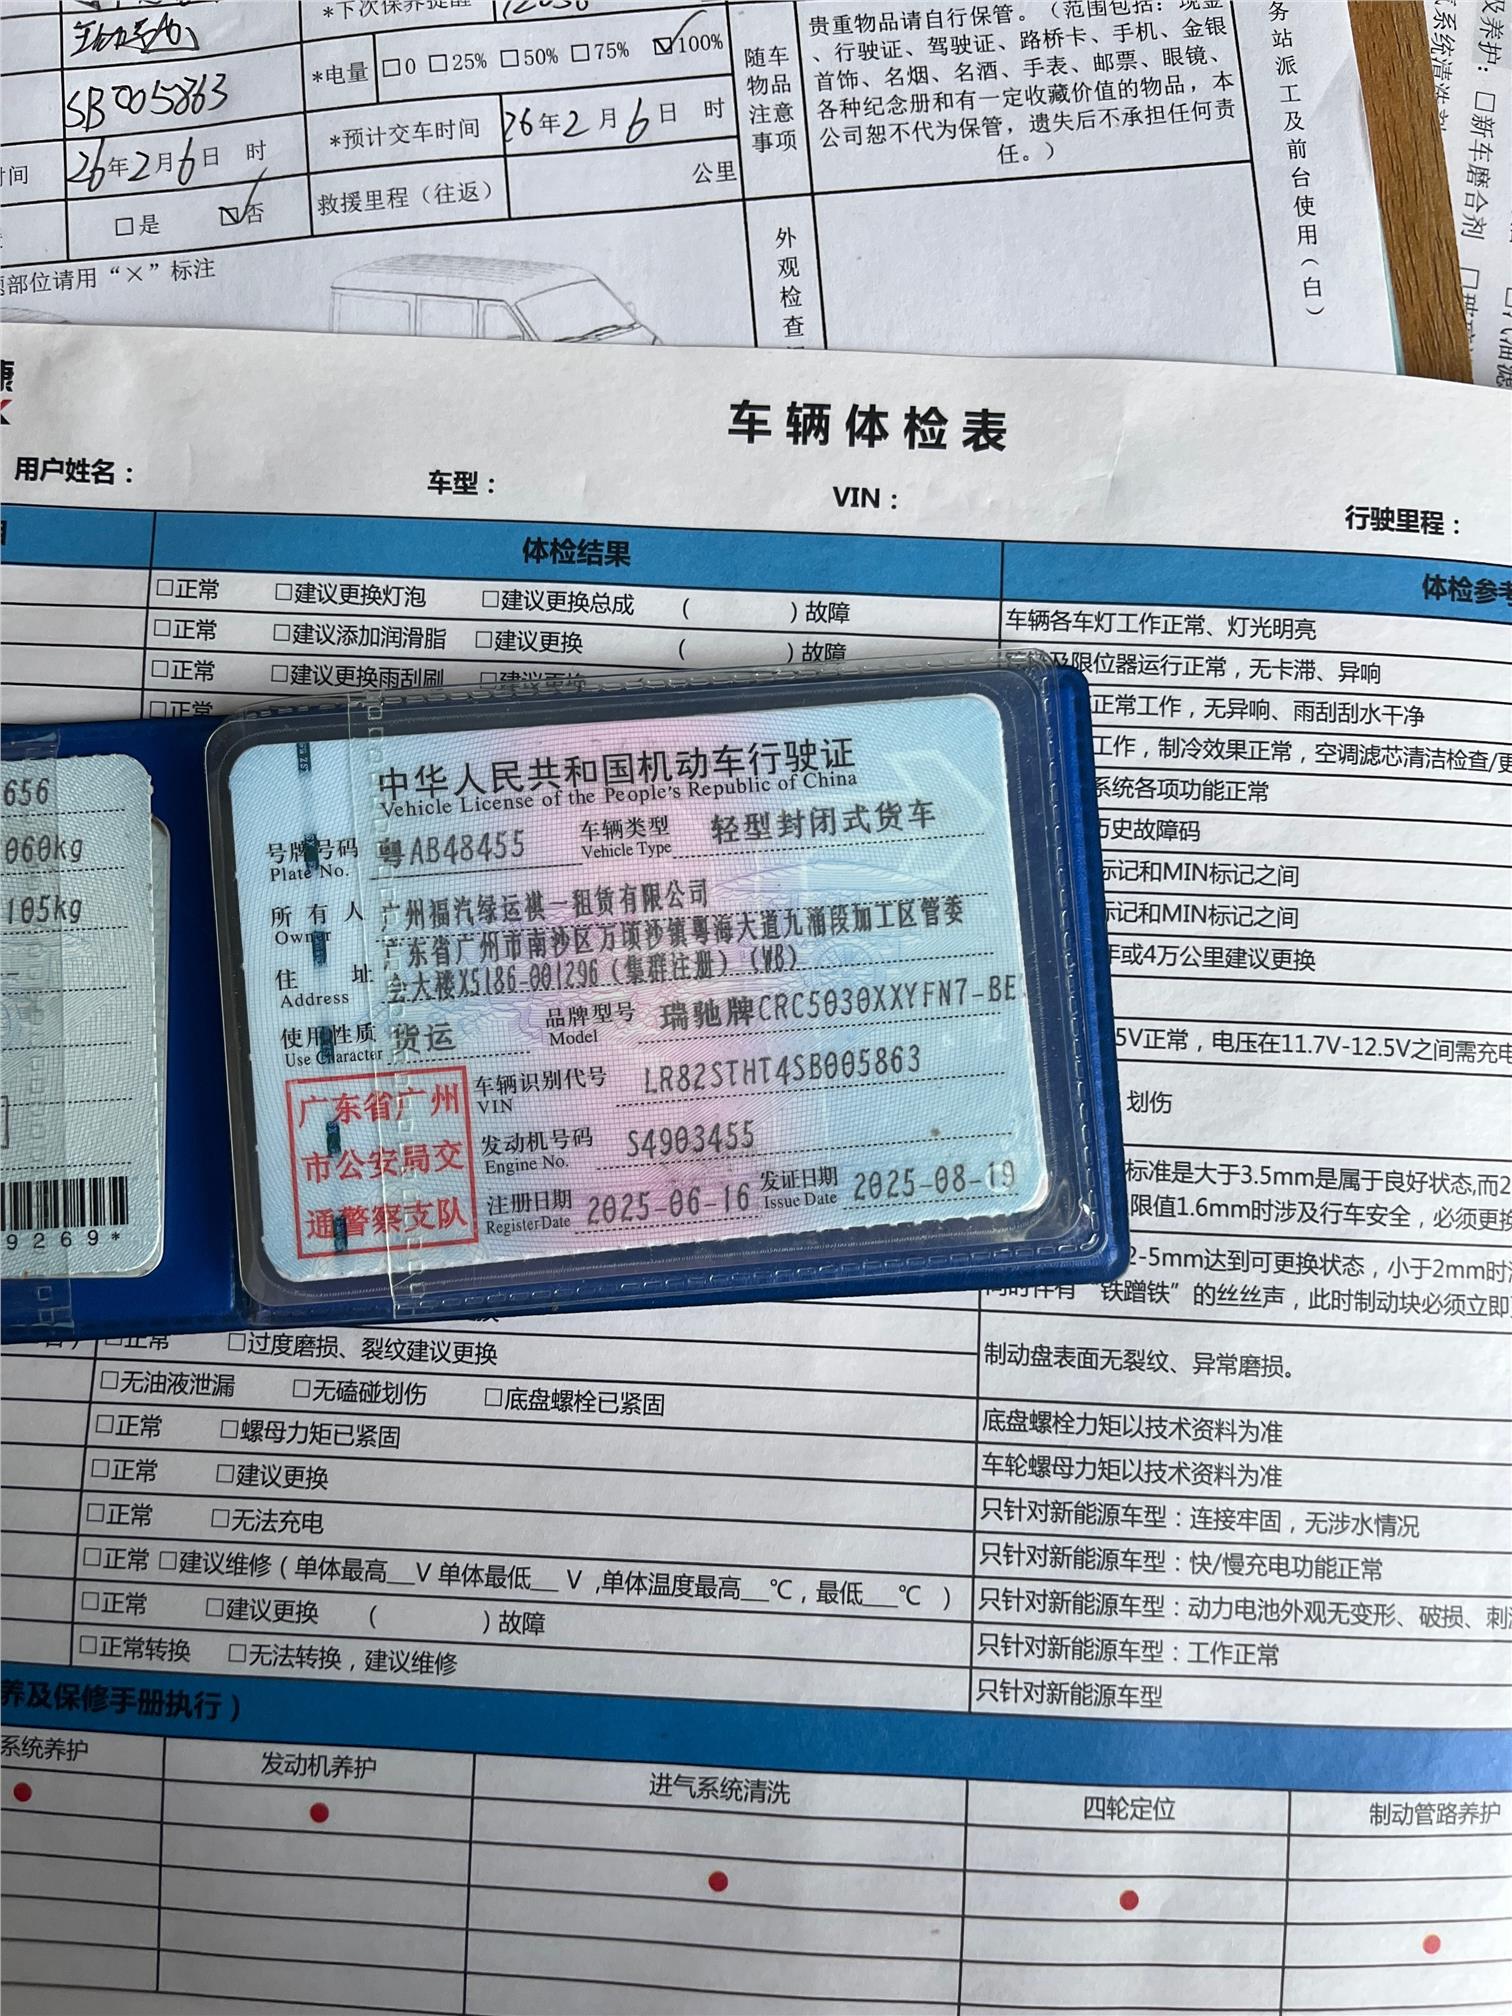 *下次保养提醒
SB005863
*电量 □0 □25% □50% □75% ☑100%
时间 26年2月6日 时
*预计交车时间 26年2月6日 时
□是 ☑否
救援里程（往返） 公里
部位请用“×”标注
随车物品注意事项
贵重物品请自行保管。（范围包括：现金
、行驶证、驾驶证、路桥卡、手机、金银
首饰、名烟、名酒、手表、邮票、眼镜、
各种纪念册和有一定收藏价值的物品，本
公司恕不代为保管，遗失后不承担任何责
任。）
外观检查
务站派工及前台使用（白）
□新车磨合剂
车辆体检表
用户姓名： 车型： VIN： 行驶里程：
体检结果 体检参考
□正常 □建议更换灯泡 □建议更换总成 （ ）故障 车辆各车灯工作正常、灯光明亮
□正常 □建议添加润滑脂 □建议更换 （ ）故障 及限位器运行正常，无卡滞、异响
□正常 □建议更换雨刮刷 □建议更换 正常工作，无异响、雨刮刮水干净
□正常 工作，制冷效果正常，空调滤芯清洁检查/更
系统各项功能正常
历史故障码
标记和MIN标记之间
标记和MIN标记之间
年或4万公里建议更换
5V正常，电压在11.7V-12.5V之间需充电
划伤
标准是大于3.5mm是属于良好状态,而2
限值1.6mm时涉及行车安全，必须更换
2-5mm达到可更换状态，小于2mm时
同时伴有“铁蹭铁”的丝丝声，此时制动块必须立即
656
060kg
105kg
9269*
中华人民共和国机动车行驶证
Vehicle License of the People's Republic of China
号牌号码 粤AB48455 车辆类型 轻型封闭式货车
Plate No. Vehicle Type
所有人 广州福汽绿运祺一租赁有限公司
Owner
住址 广东省广州市南沙区万顷沙镇粤海大道九涌段加工区管委
Address 会大楼X5186-001296（集群注册）（WB）
使用性质 货运 品牌型号 瑞驰牌CRC5030XXYFN7-BE
Use Character Model
车辆识别代号 LR82STHT4SB005863
VIN
发动机号码 S4903455
Engine No.
注册日期 2025-06-16 发证日期 2025-08-19
Register Date Issue Date
广东省广州
市公安局交
通警察支队
□正常 □过度磨损、裂纹建议更换 制动盘表面无裂纹、异常磨损。
□无油液泄漏 □无磕碰划伤 □底盘螺栓已紧固 底盘螺栓力矩以技术资料为准
□正常 □螺母力矩已紧固 车轮螺母力矩以技术资料为准
□正常 □建议更换 只针对新能源车型：连接牢固，无涉水情况
□正常 □无法充电 只针对新能源车型：快/慢充电功能正常
□正常 □建议维修（单体最高__V 单体最低__ V ,单体温度最高__℃，最低__℃ ） 只针对新能源车型：动力电池外观无变形、破损、刺
□正常 □建议更换 （ ）故障 只针对新能源车型：工作正常
□正常转换 □无法转换，建议维修 只针对新能源车型
养及保修手册执行）
系统养护 发动机养护 进气系统清洗 四轮定位 制动管路养护